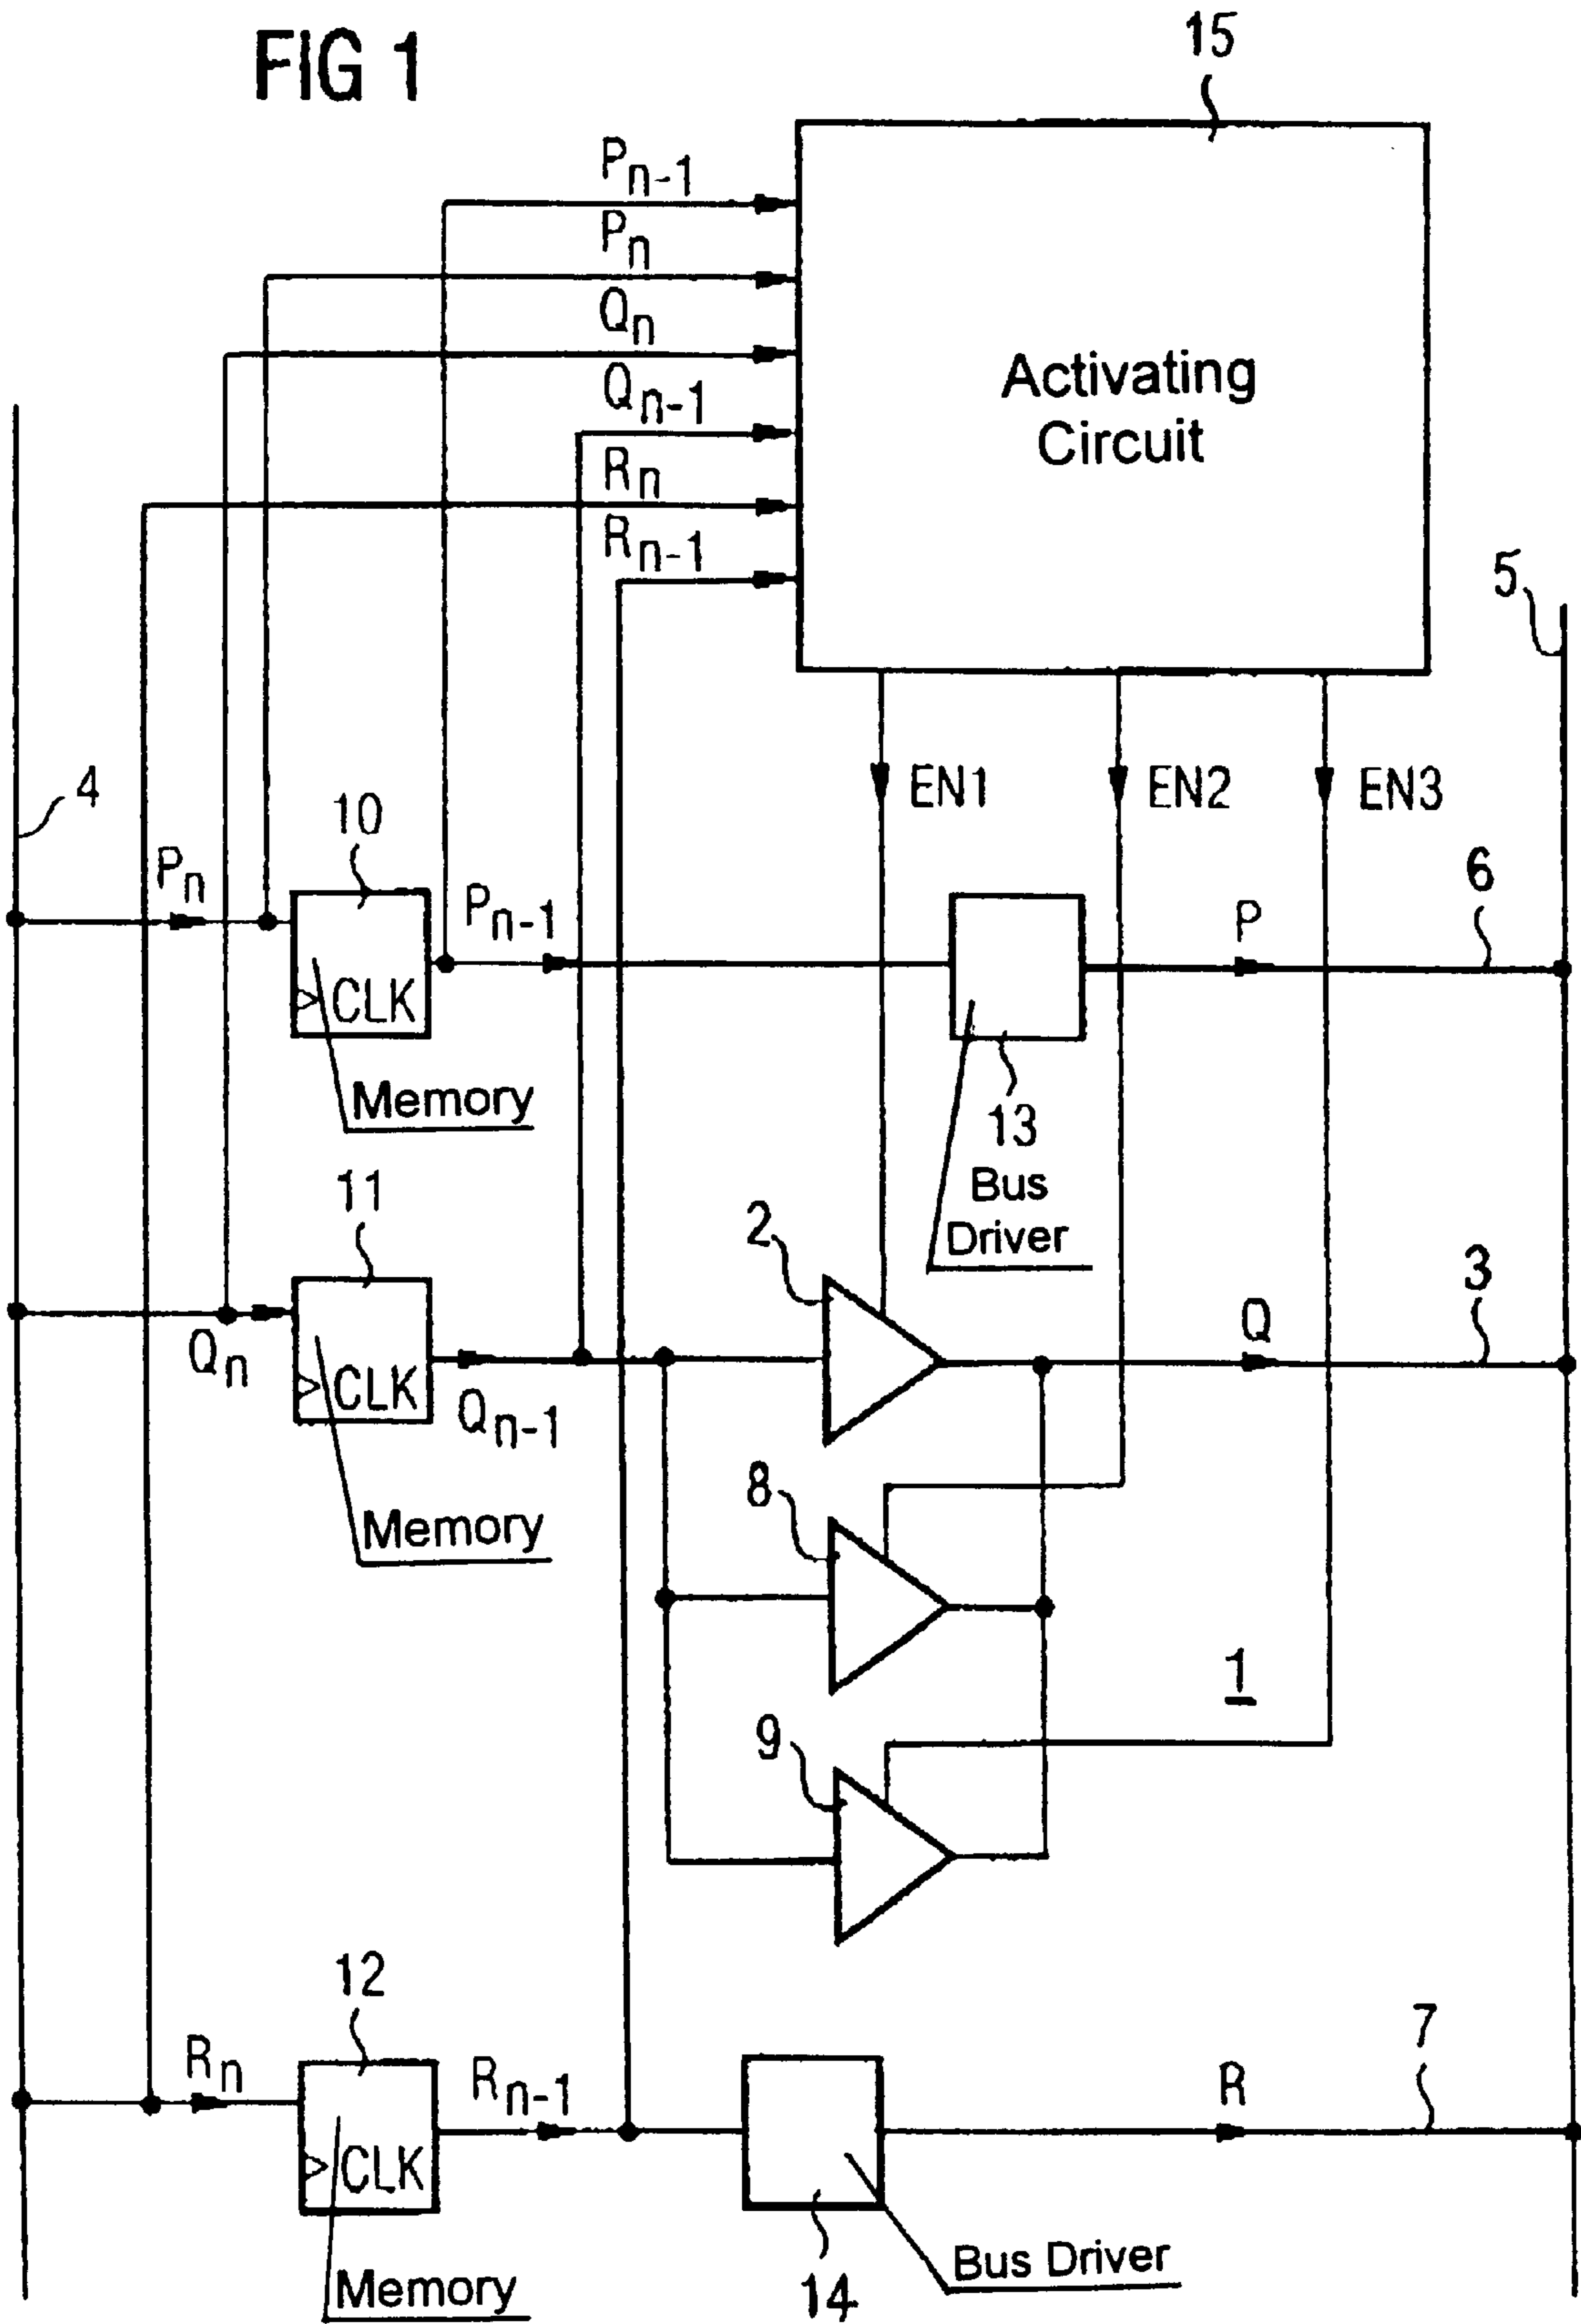 FIG 1
15
Pn-1
Pn
Qn
Qn-1
Rn
Rn-1
Activating
Circuit
5
4
EN1
EN2
EN3
10
Pn
Pn-1
P
6
CLK
Memory
13
Bus
Driver
11
2
Q
3
Qn
CLK
Qn-1
8
Memory
1
9
12
7
Rn
Rn-1
R
CLK
14
Bus Driver
Memory